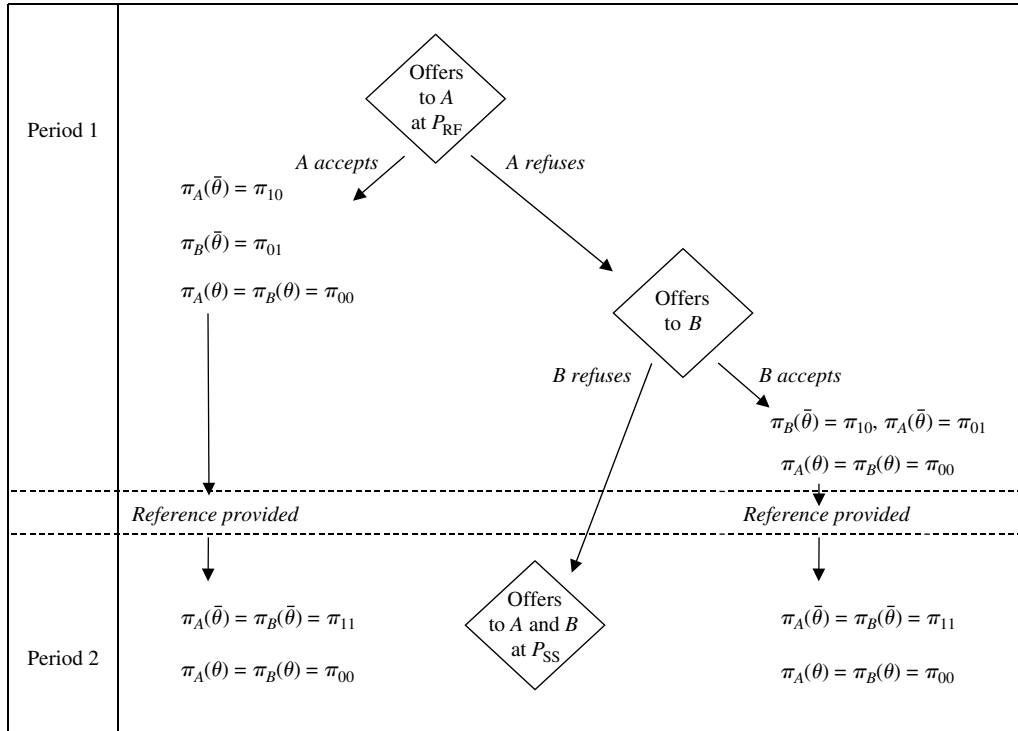 Offers
to A
at P_RF
Period 1
A accepts
A refuses
π_A(θ̄) = π_10
π_B(θ̄) = π_01
π_A(θ) = π_B(θ) = π_00
Offers
to B
B refuses
B accepts
π_B(θ̄) = π_10, π_A(θ̄) = π_01
π_A(θ) = π_B(θ) = π_00
Reference provided
Reference provided
Offers
to A and B
at P_SS
π_A(θ̄) = π_B(θ̄) = π_11
π_A(θ̄) = π_B(θ̄) = π_11
Period 2
π_A(θ) = π_B(θ) = π_00
π_A(θ) = π_B(θ) = π_00